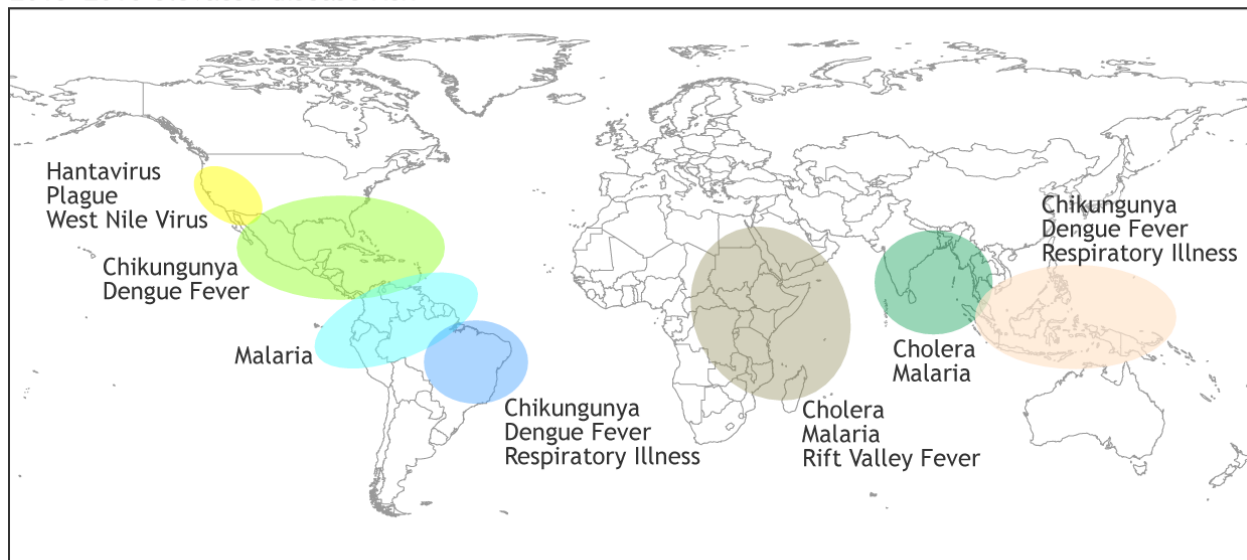 Hantavirus
Plague
West Nile Virus
Chikungunya
Dengue Fever
Malaria
Chikungunya
Dengue Fever
Respiratory Illness
Cholera
Malaria
Rift Valley Fever
Cholera
Malaria
Chikungunya
Dengue Fever
Respiratory Illness